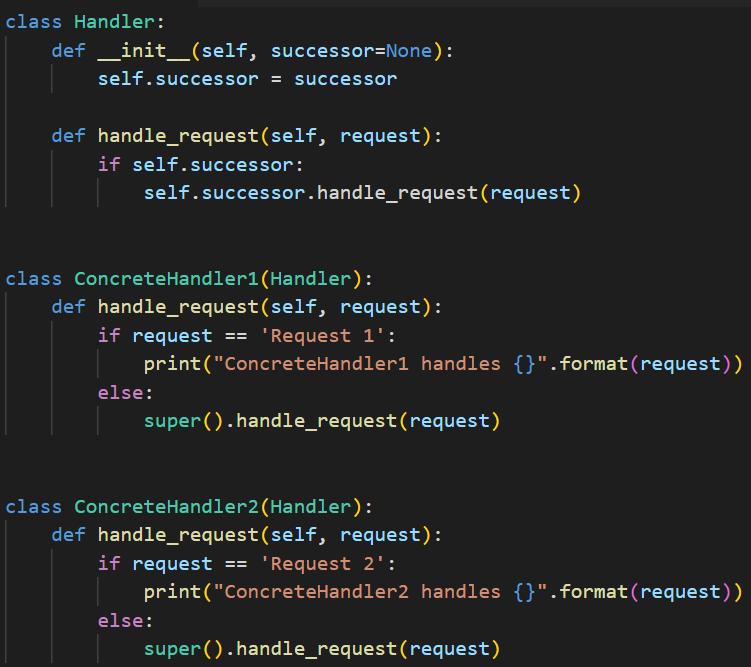 class Handler:
    def __init__(self, successor=None):
        self.successor = successor
    def handle_request(self, request):
        if self.successor:
            self.successor.handle_request(request)
class ConcreteHandler1(Handler):
    def handle_request(self, request):
        if request == 'Request 1':
            print("ConcreteHandler1 handles {}".format(request))
        else:
            super().handle_request(request)
class ConcreteHandler2(Handler):
    def handle_request(self, request):
        if request == 'Request 2':
            print("ConcreteHandler2 handles {}".format(request))
        else:
            super().handle_request(request)